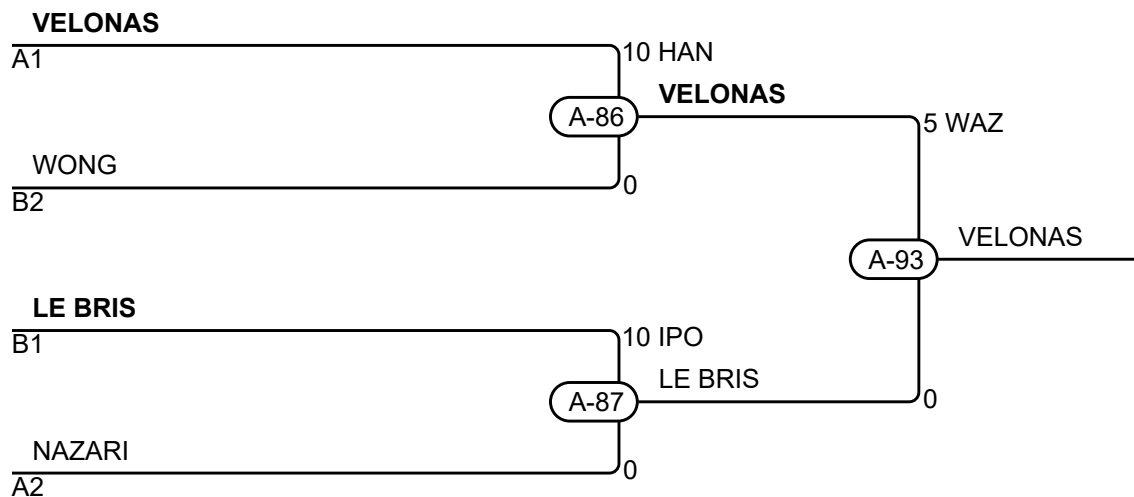 VELONAS
A1
10 HAN
VELONAS
A-86
5 WAZ
WONG
B2
0
VELONAS
A-93
LE BRIS
B1
10 IPO
LE BRIS
A-87
0
NAZARI
A2
0